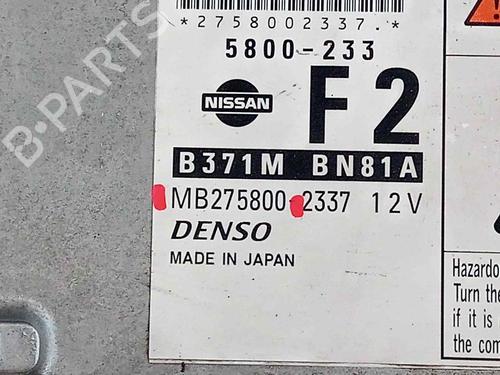 *2758002337.*
5800-233
NISSAN
F2
B371M BN81A
MB275800-2337 12V
DENSO
MADE IN JAPAN
Hazardo
Turn the
if it is
the com
B-PARTS